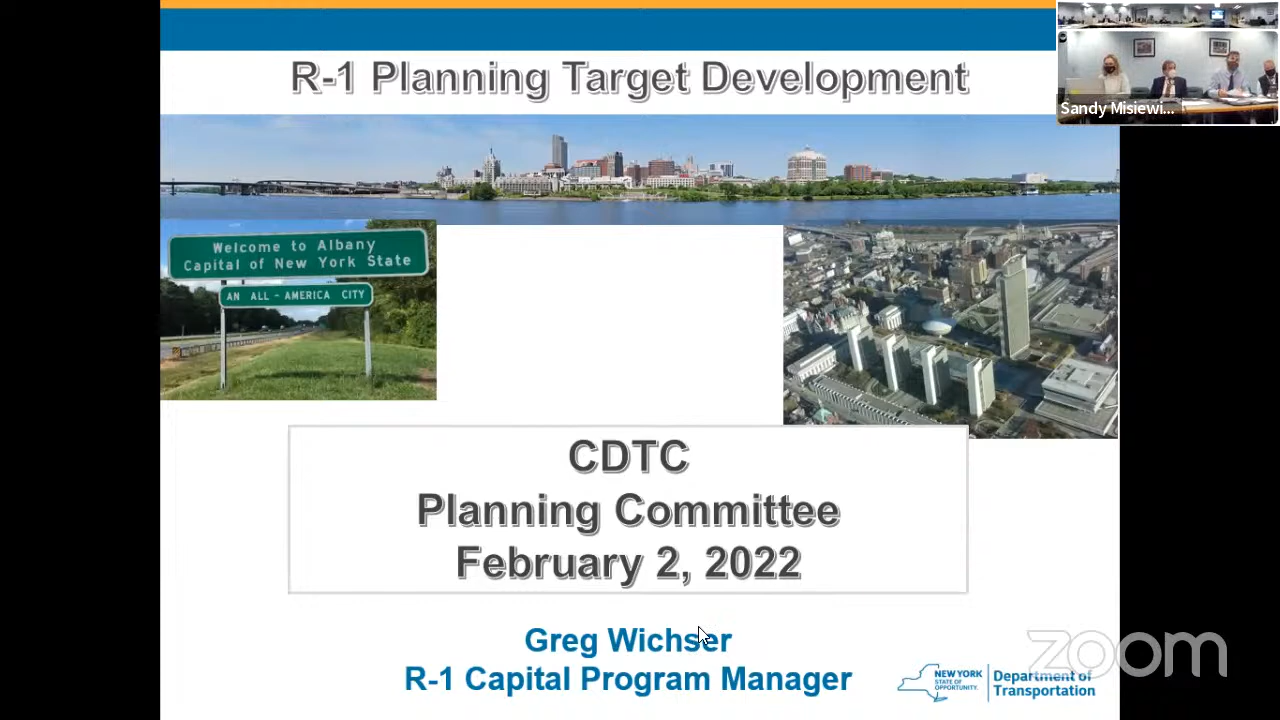 R-1 Planning Target Development
Sandy Misiewi...
Welcome to Albany
Capital of New York State
AN ALL-AMERICA CITY
CDTC
Planning Committee
February 2, 2022
Greg Wichser
R-1 Capital Program Manager
NEW YORK
STATE OF
OPPORTUNITY.
Department of
Transportation
zoom